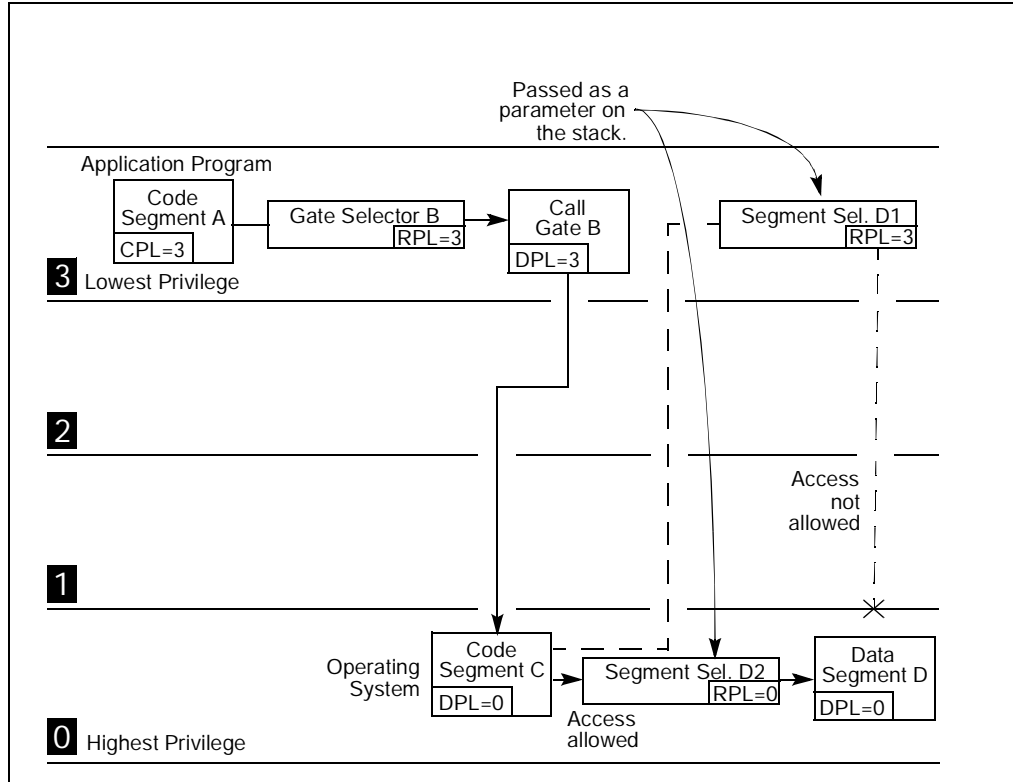 Passed as a
parameter on
the stack.
Application Program
Code
Segment A
CPL=3
Gate Selector B
RPL=3
Call
Gate B
DPL=3
Segment Sel. D1
RPL=3
3 Lowest Privilege
2
Access
not
allowed
1
Operating
System
Code
Segment C
DPL=0
Segment Sel. D2
RPL=0
Data
Segment D
DPL=0
Access
allowed
0 Highest Privilege